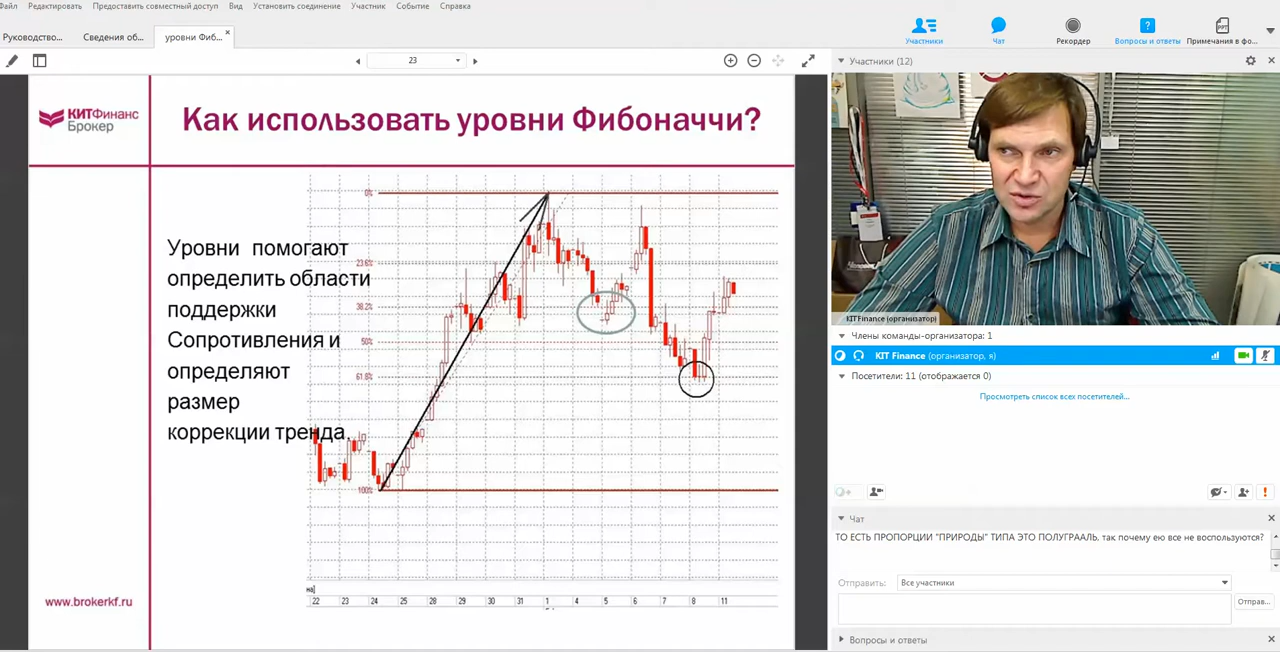 Файл Редактировать Предоставить совместный доступ Вид Установить соединение Участник Событие Справка
Руководство... Сведения об... уровни Фиб...
Участники Чат Рекордер Вопросы и ответы Примечания в фо...
23
КИТФинанс
Брокер
Как использовать уровни Фибоначчи?
Уровни помогают
определить области
поддержки
Сопротивления и
определяют
размер
коррекции тренда.
0%
23.6%
38.2%
50%
61.8%
100%
22 23 24 25 28 29 30 31 1 4 5 6 7 8 11
www.brokerkf.ru
Участники (12)
KITFinance (организатор)
Члены команды-организатора: 1
KIT Finance (организатор, я)
Посетители: 11 (отображается 0)
Просмотреть список всех посетителей...
Чат
ТО ЕСТЬ ПРОПОРЦИИ "ПРИРОДЫ" ТИПА ЭТО ПОЛУГРААЛЬ. так почему ею все не воспользуются?
Отправить: Все участники
Отправ...
Вопросы и ответы